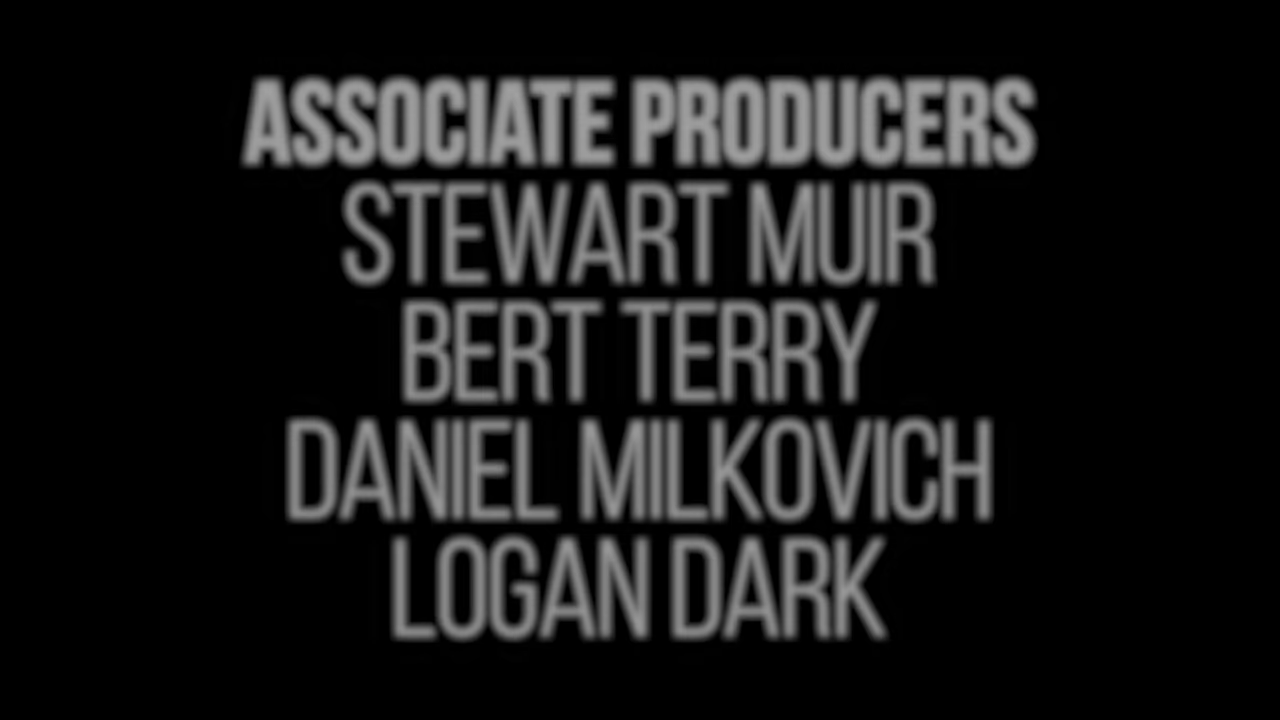 ASSOCIATE PRODUCERS
STEWART MUIR
BERT TERRY
DANIEL MILKOVICH
LOGAN DARK